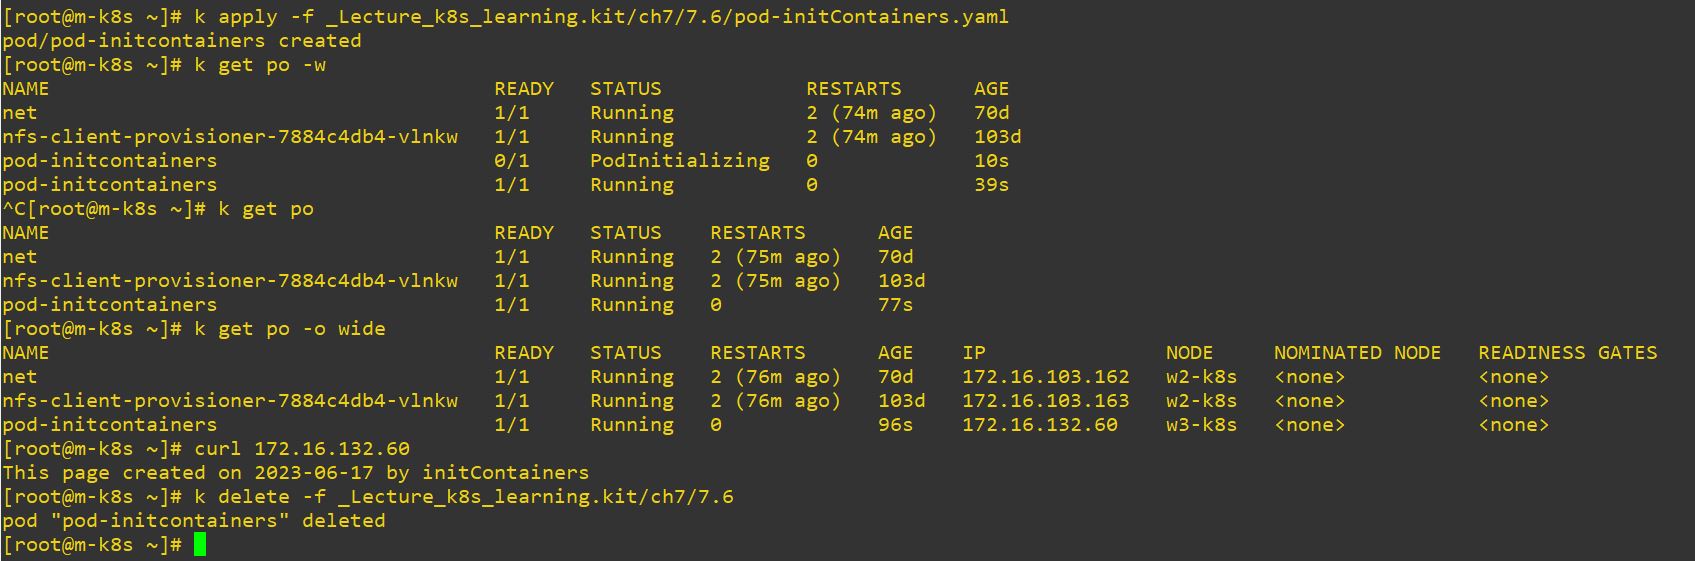 [root@m-k8s ~]# k apply -f _Lecture_k8s_learning.kit/ch7/7.6/pod-initContainers.yaml
pod/pod-initcontainers created
[root@m-k8s ~]# k get po -w
NAME                                      READY   STATUS            RESTARTS      AGE
net                                       1/1     Running           2 (74m ago)   70d
nfs-client-provisioner-7884c4db4-vlnkw    1/1     Running           2 (74m ago)   103d
pod-initcontainers                        0/1     PodInitializing   0             10s
pod-initcontainers                        1/1     Running           0             39s
^C[root@m-k8s ~]# k get po
NAME                                      READY   STATUS    RESTARTS      AGE
net                                       1/1     Running   2 (75m ago)   70d
nfs-client-provisioner-7884c4db4-vlnkw    1/1     Running   2 (75m ago)   103d
pod-initcontainers                        1/1     Running   0             77s
[root@m-k8s ~]# k get po -o wide
NAME                                      READY   STATUS    RESTARTS      AGE    IP               NODE     NOMINATED NODE   READINESS GATES
net                                       1/1     Running   2 (76m ago)   70d    172.16.103.162   w2-k8s   <none>           <none>
nfs-client-provisioner-7884c4db4-vlnkw    1/1     Running   2 (76m ago)   103d   172.16.103.163   w2-k8s   <none>           <none>
pod-initcontainers                        1/1     Running   0             96s    172.16.132.60    w3-k8s   <none>           <none>
[root@m-k8s ~]# curl 172.16.132.60
This page created on 2023-06-17 by initContainers
[root@m-k8s ~]# k delete -f _Lecture_k8s_learning.kit/ch7/7.6
pod "pod-initcontainers" deleted
[root@m-k8s ~]#